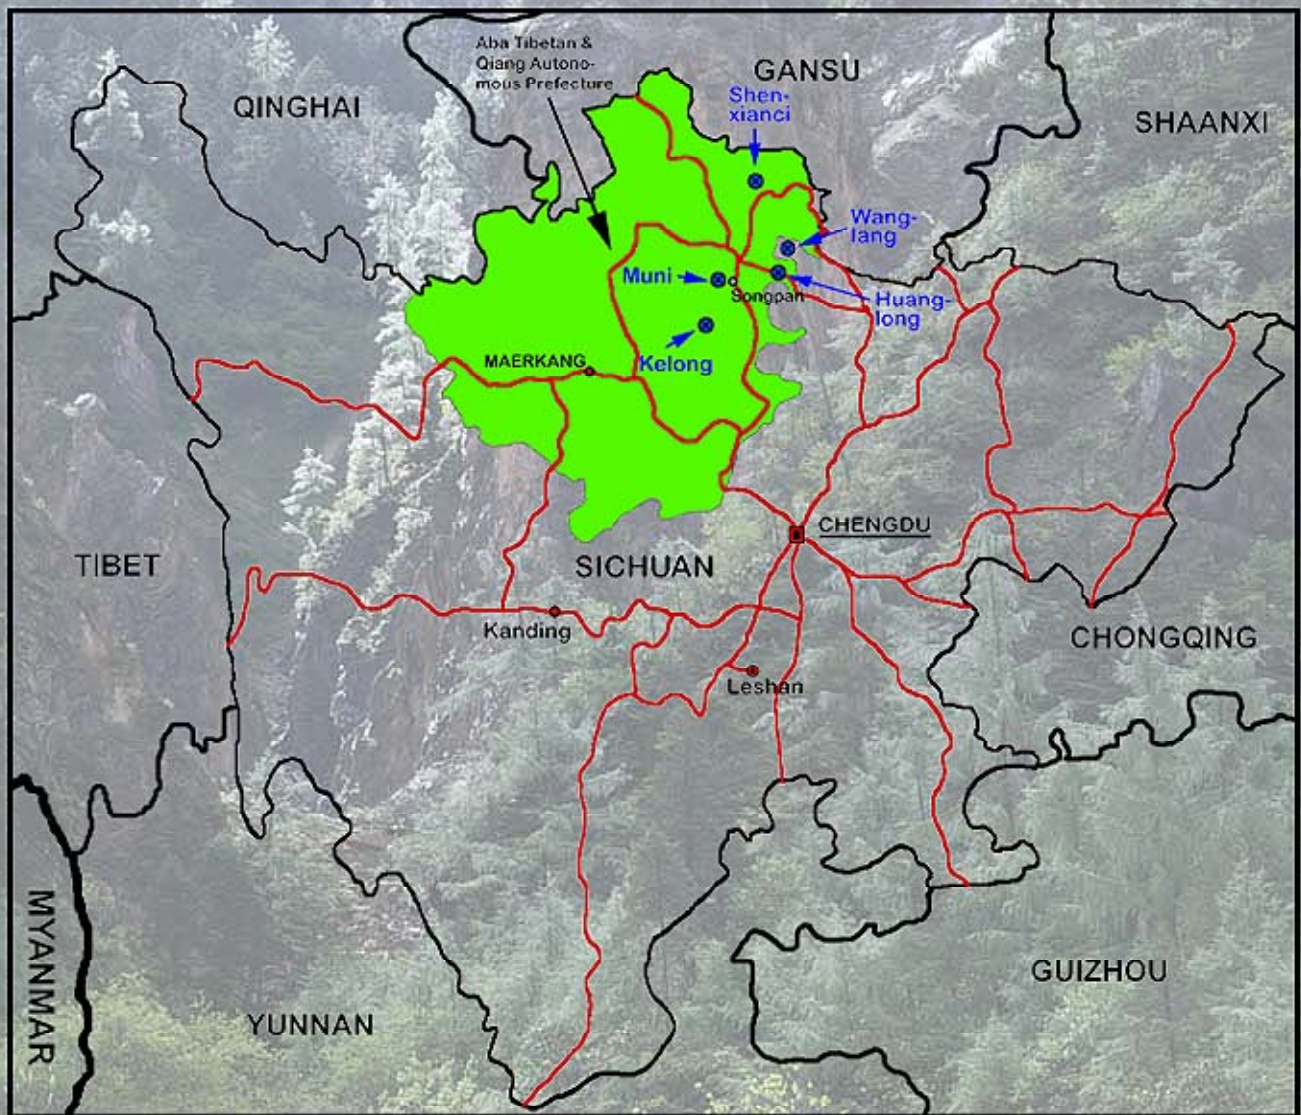 Aba Tibetan &
Qiang Autono-
mous Prefecture
GANSU
QINGHAI
Shen-
xianci
SHAANXI
Wang-
lang
Muni
Songpan
Huang-
long
Kelong
MAERKANG
CHENGDU
TIBET
SICHUAN
Kanding
CHONGQING
Leshan
MYANMAR
GUIZHOU
YUNNAN